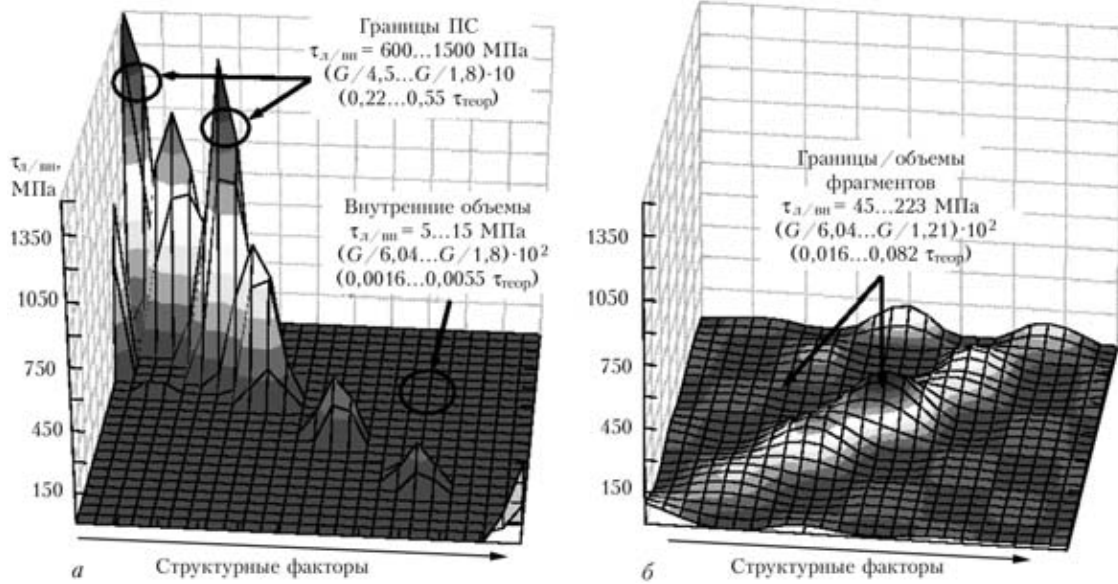 Границы ПС
τл/вн = 600...1500 МПа
(G/4,5...G/1,8)·10
(0,22...0,55 τтеор)
τл/вн,
МПа
1350
1050
750
450
150
Внутренние объемы
τл/вн = 5...15 МПа
(G/6,04...G/1,8)·10²
(0,0016...0,0055 τтеор)
а
Структурные факторы
Границы/объемы
фрагментов
τл/вн = 45...223 МПа
(G/6,04...G/1,21)·10²
(0,016...0,082 τтеор)
1350
1050
750
450
150
б
Структурные факторы